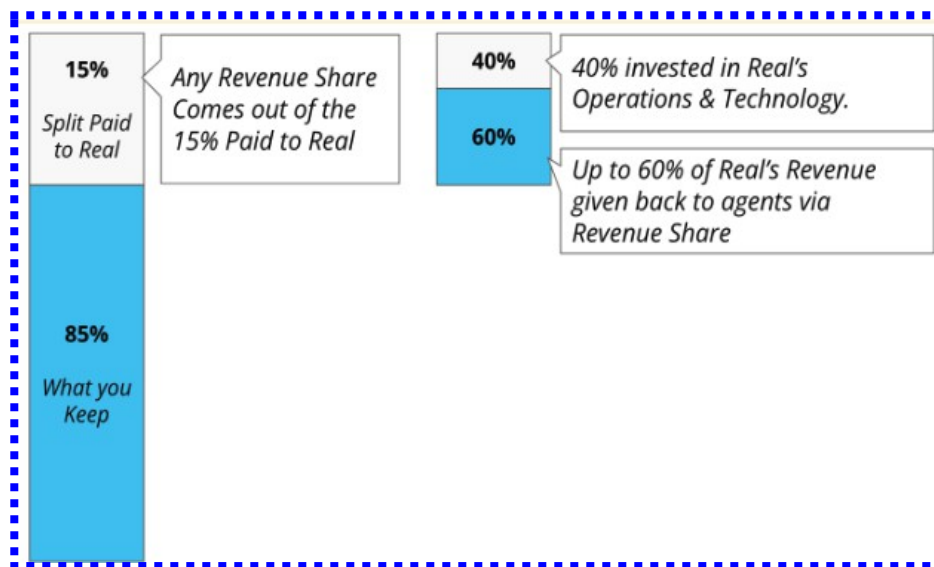 15%
Split Paid
to Real
Any Revenue Share
Comes out of the
15% Paid to Real
85%
What you
Keep
40%
40% invested in Real's
Operations & Technology.
60%
Up to 60% of Real's Revenue
given back to agents via
Revenue Share